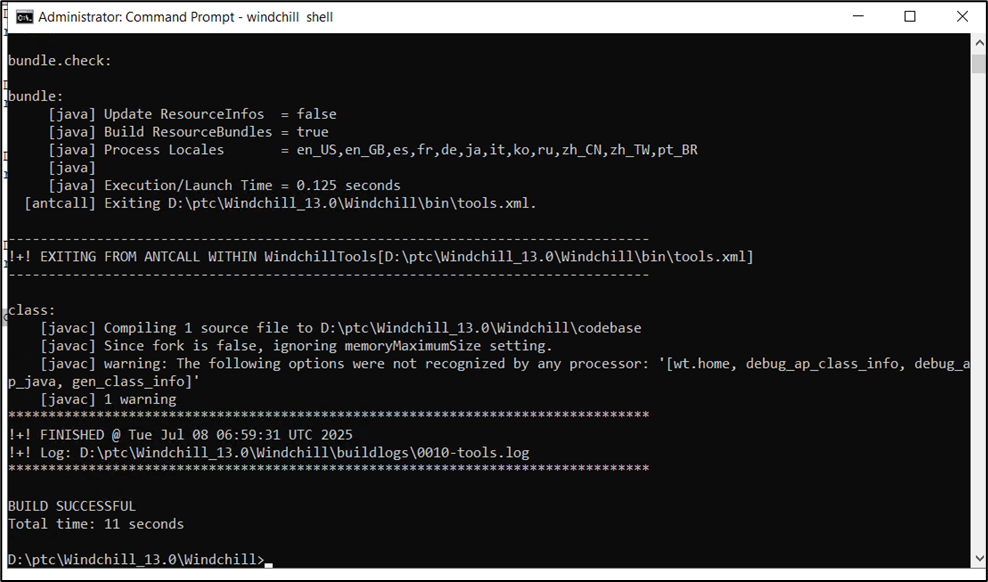 Administrator: Command Prompt - windchill  shell
bundle.check:
bundle:
     [java] Update ResourceInfos  = false
     [java] Build ResourceBundles = true
     [java] Process Locales       = en_US,en_GB,es,fr,de,ja,it,ko,ru,zh_CN,zh_TW,pt_BR
     [java]
     [java] Execution/Launch Time = 0.125 seconds
  [antcall] Exiting D:\ptc\Windchill_13.0\Windchill\bin\tools.xml.
--------------------------------------------------------------------------------
!+! EXITING FROM ANTCALL WITHIN WindchillTools[D:\ptc\Windchill_13.0\Windchill\bin\tools.xml]
--------------------------------------------------------------------------------
class:
    [javac] Compiling 1 source file to D:\ptc\Windchill_13.0\Windchill\codebase
    [javac] Since fork is false, ignoring memoryMaximumSize setting.
    [javac] warning: The following options were not recognized by any processor: '[wt.home, debug_ap_class_info, debug_a
p_java, gen_class_info]'
    [javac] 1 warning
********************************************************************************
!+! FINISHED @ Tue Jul 08 06:59:31 UTC 2025
!+! Log: D:\ptc\Windchill_13.0\Windchill\buildlogs\0010-tools.log
********************************************************************************
BUILD SUCCESSFUL
Total time: 11 seconds
D:\ptc\Windchill_13.0\Windchill>